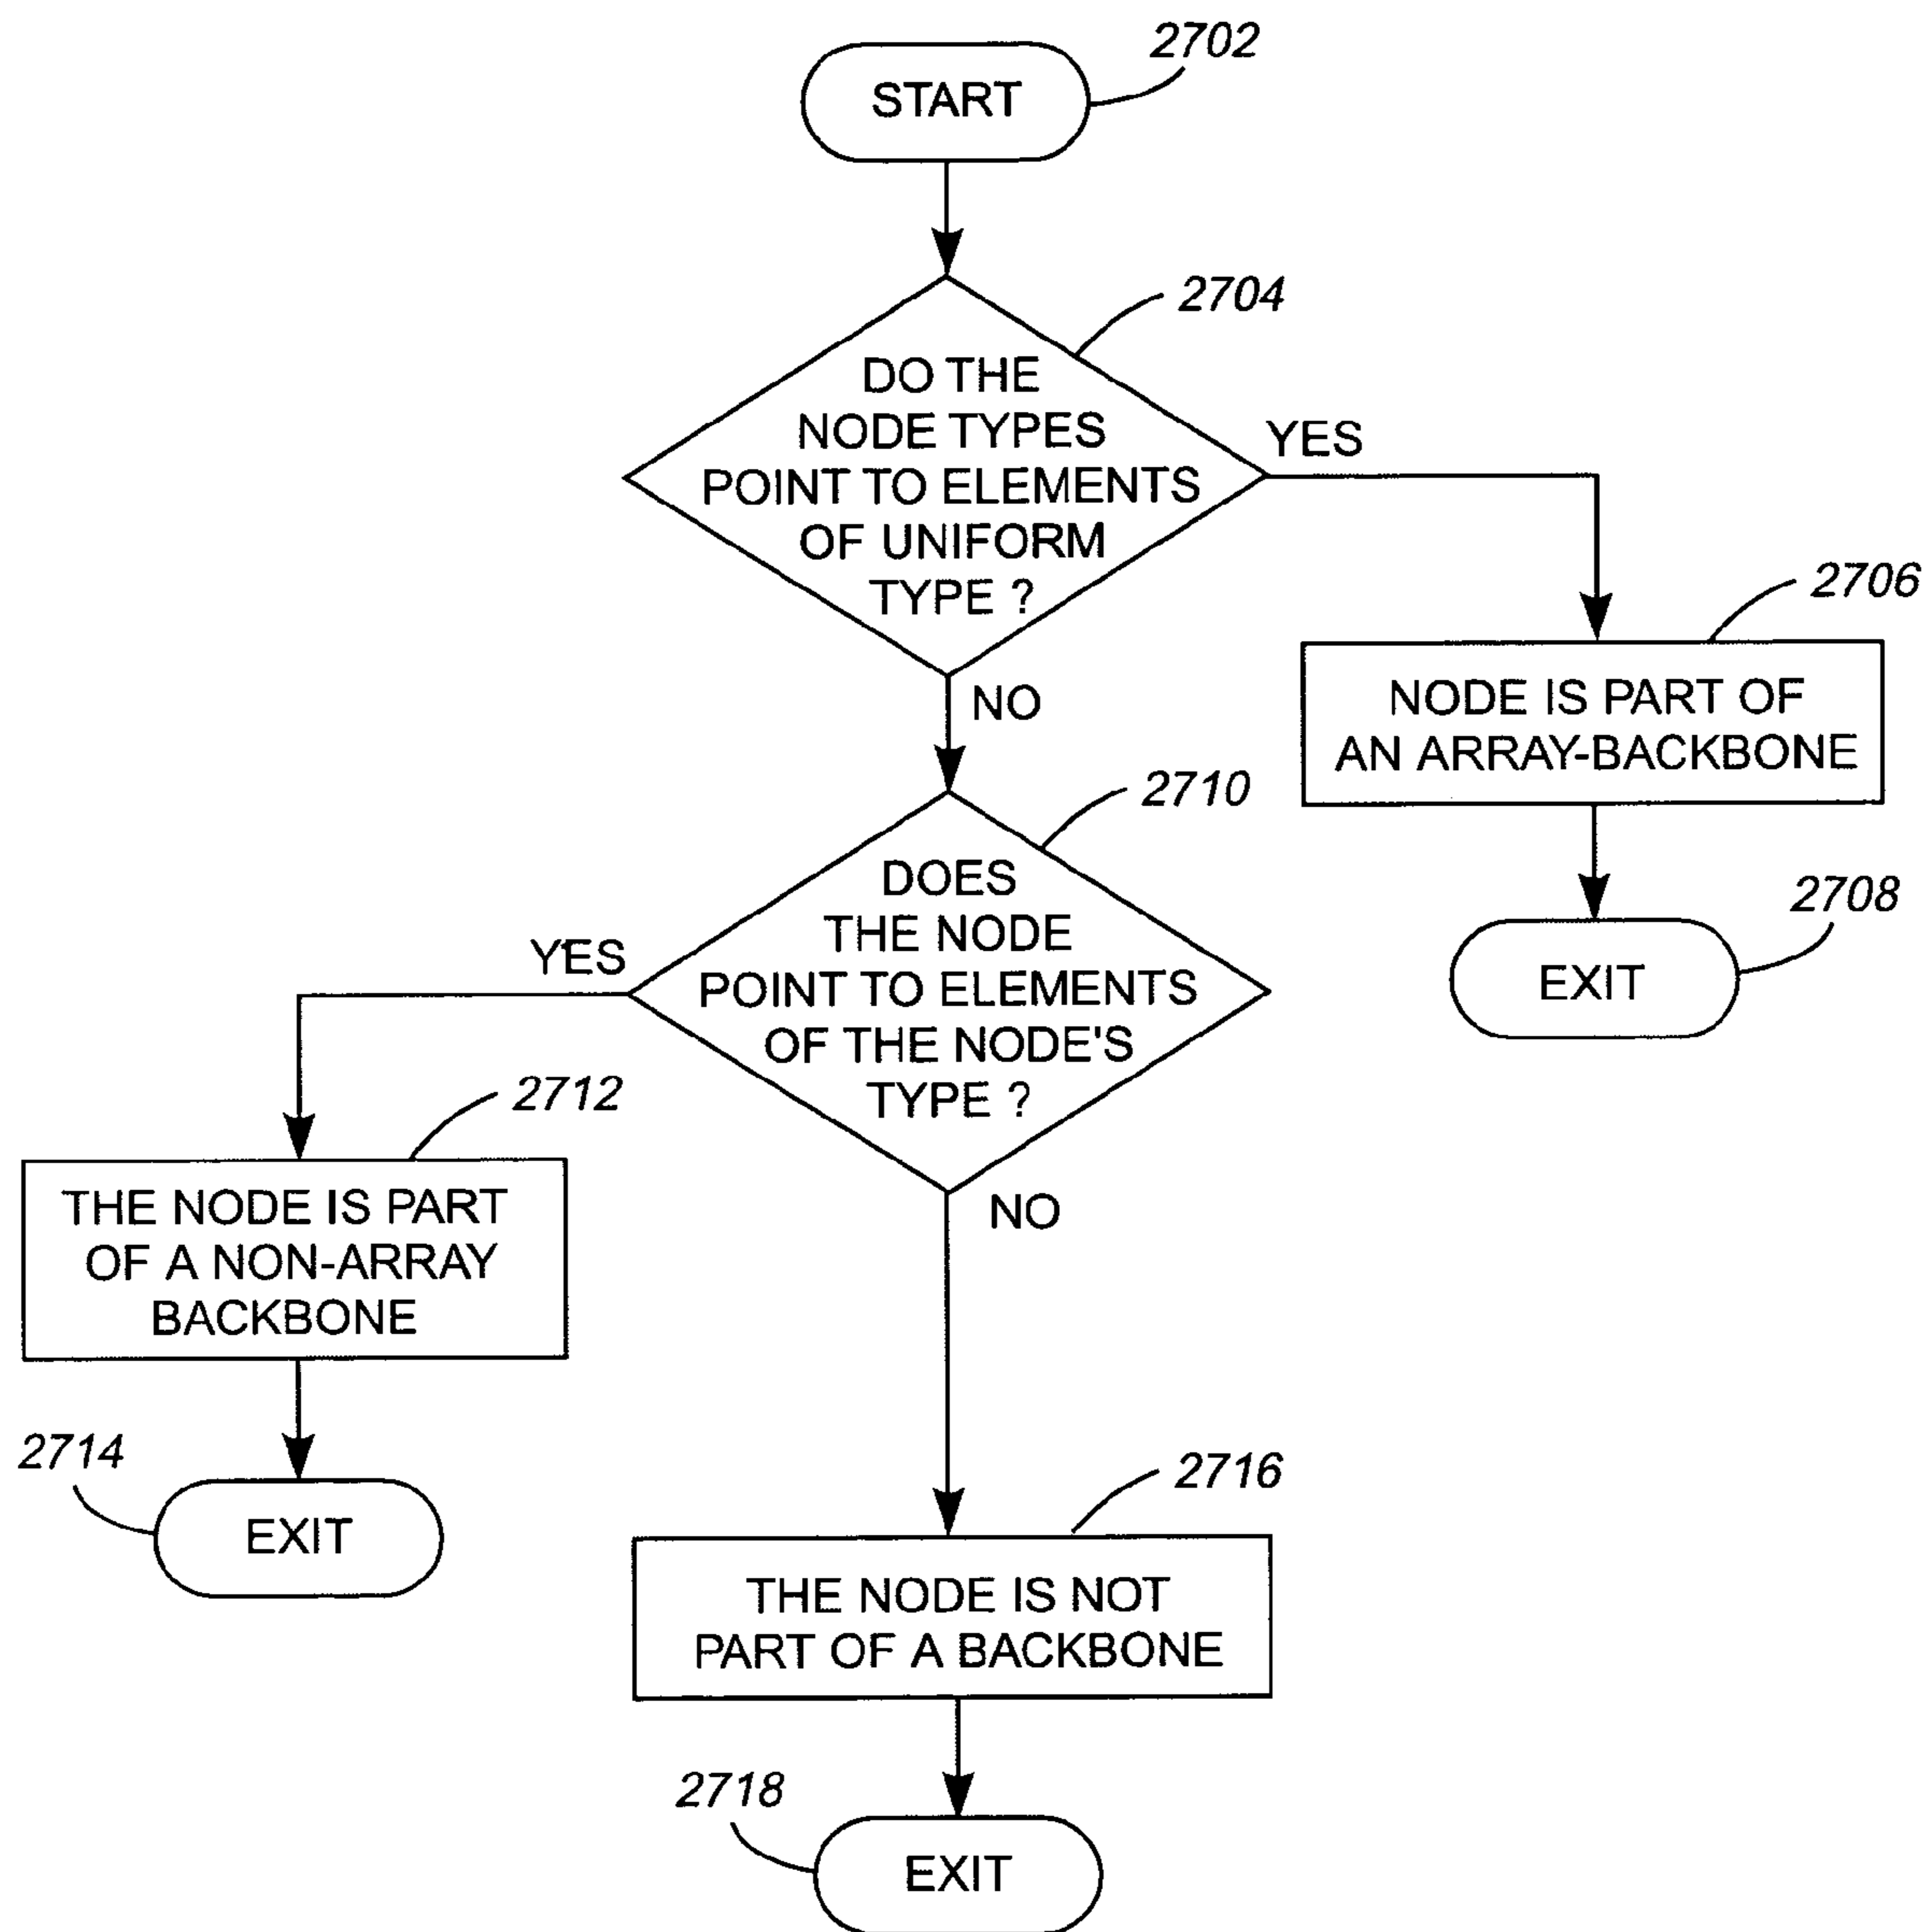 2702
START
2704
DO THE
NODE TYPES
POINT TO ELEMENTS
OF UNIFORM
TYPE ?
YES
2706
NODE IS PART OF
AN ARRAY-BACKBONE
2708
EXIT
NO
2710
DOES
THE NODE
POINT TO ELEMENTS
OF THE NODE'S
TYPE ?
YES
2712
THE NODE IS PART
OF A NON-ARRAY
BACKBONE
2714
EXIT
NO
2716
THE NODE IS NOT
PART OF A BACKBONE
2718
EXIT